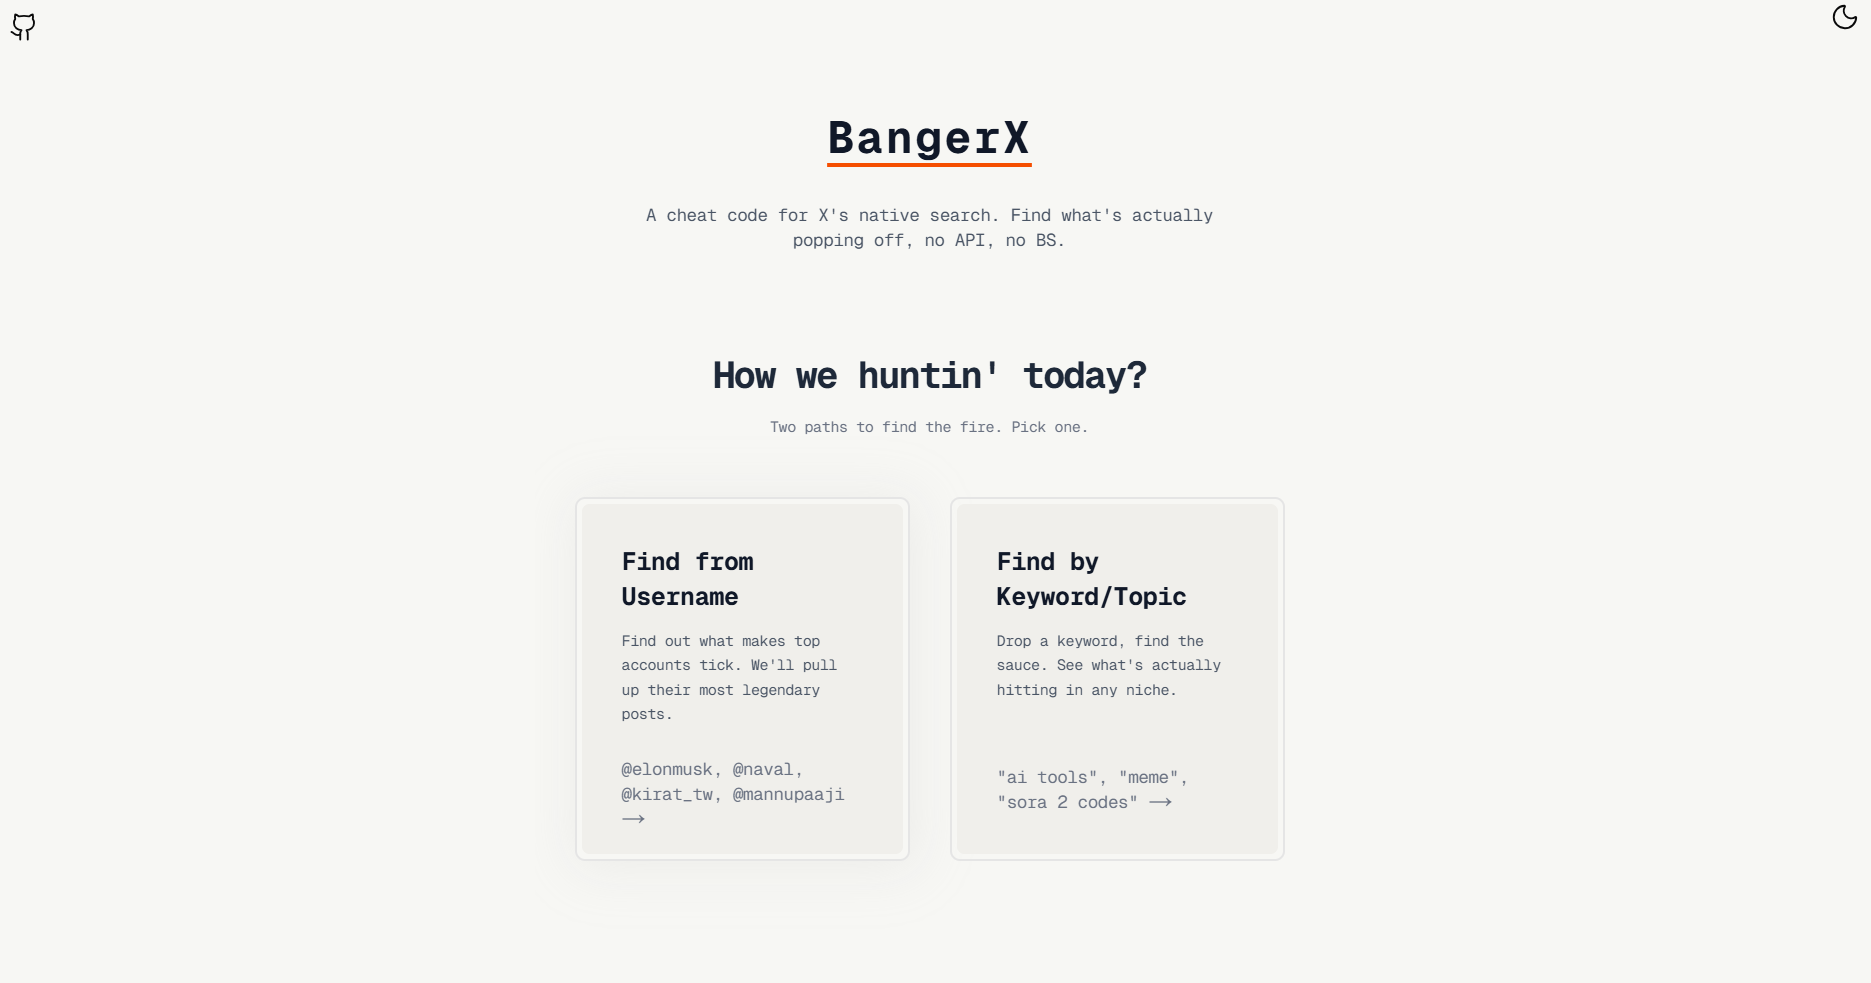 BangerX
A cheat code for X's native search. Find what's actually
popping off, no API, no BS.
How we huntin' today?
Two paths to find the fire. Pick one.
Find from
Username
Find out what makes top
accounts tick. We'll pull
up their most legendary
posts.
@elonmusk, @naval,
@kirat_tw, @mannupaaji
⟶
Find by
Keyword/Topic
Drop a keyword, find the
sauce. See what's actually
hitting in any niche.
"ai tools", "meme",
"sora 2 codes" ⟶